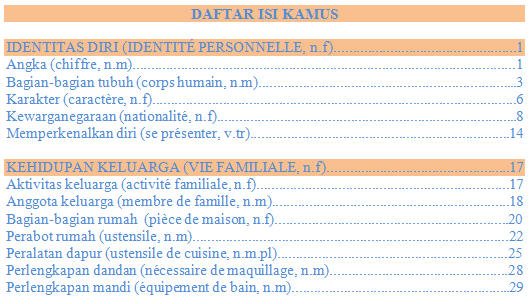 DAFTAR ISI KAMUS
IDENTITAS DIRI (IDENTITÉ PERSONNELLE, n.f)..........1
Angka (chiffre, n.m)..........1
Bagian-bagian tubuh (corps humain, n.m)..........3
Karakter (caractère, n.f)..........6
Kewarganegaraan (nationalité, n.f)..........8
Memperkenalkan diri (se présenter, v.tr)..........14
KEHIDUPAN KELUARGA (VIE FAMILIALE, n.f)..........17
Aktivitas keluarga (activité familiale, n.f)..........17
Anggota keluarga (membre de famille, n.m)..........18
Bagian-bagian rumah (pièce de maison, n.f)..........20
Perabot rumah (ustensile, n.m)..........22
Peralatan dapur (ustensile de cuisine, n.m.pl)..........25
Perlengkapan dandan (nécessaire de maquillage, n.m)..........28
Perlengkapan mandi (équipement de bain, n.m)..........29